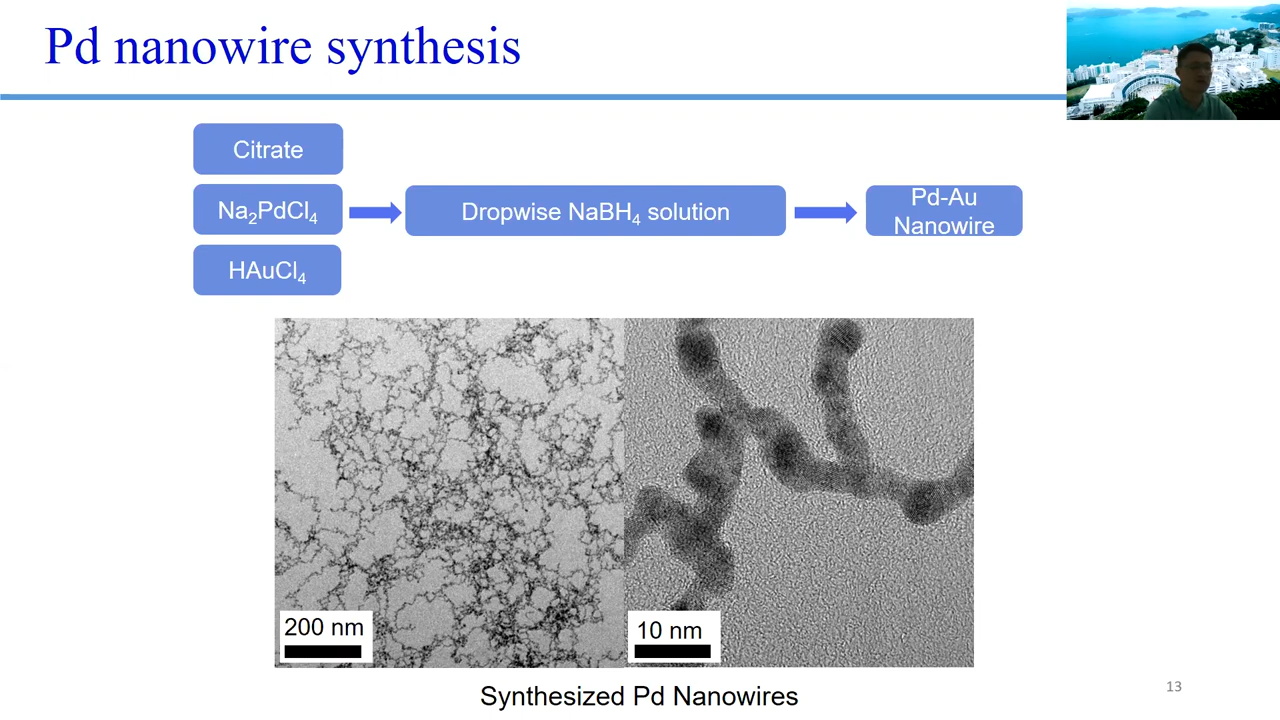 Pd nanowire synthesis
Citrate
Na₂PdCl₄
HAuCl₄
Dropwise NaBH₄ solution
Pd-Au
Nanowire
200 nm
10 nm
Synthesized Pd Nanowires
13